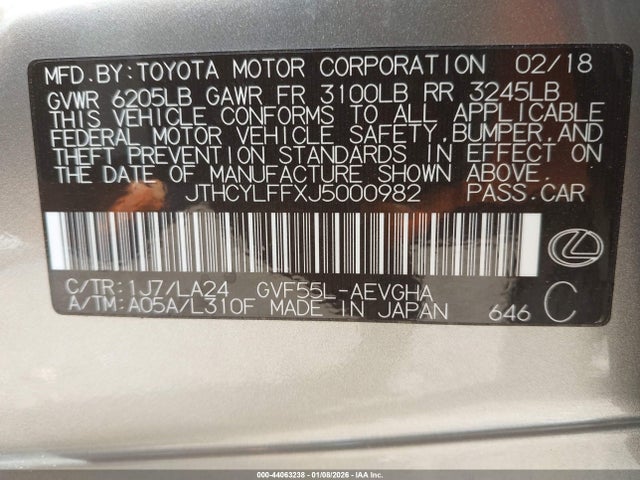 MFD.BY:TOYOTA MOTOR CORPORATION 02/18
GVWR 6205LB GAWR FR 3100LB RR 3245LB
THIS VEHICLE CONFORMS TO ALL APPLICABLE
FEDERAL MOTOR VEHICLE SAFETY,BUMPER,AND
THEFT PREVENTION STANDARDS IN EFFECT ON
THE DATE OF MANUFACTURE SHOWN ABOVE.
JTHCYLFFXJ5000982 PASS.CAR
C/TR:1J7/LA24 GVF55L-AEVGHA
A/TM:A05A/L310F MADE IN JAPAN 646 C
000-44063238 - 01/08/2026 - IAA Inc.